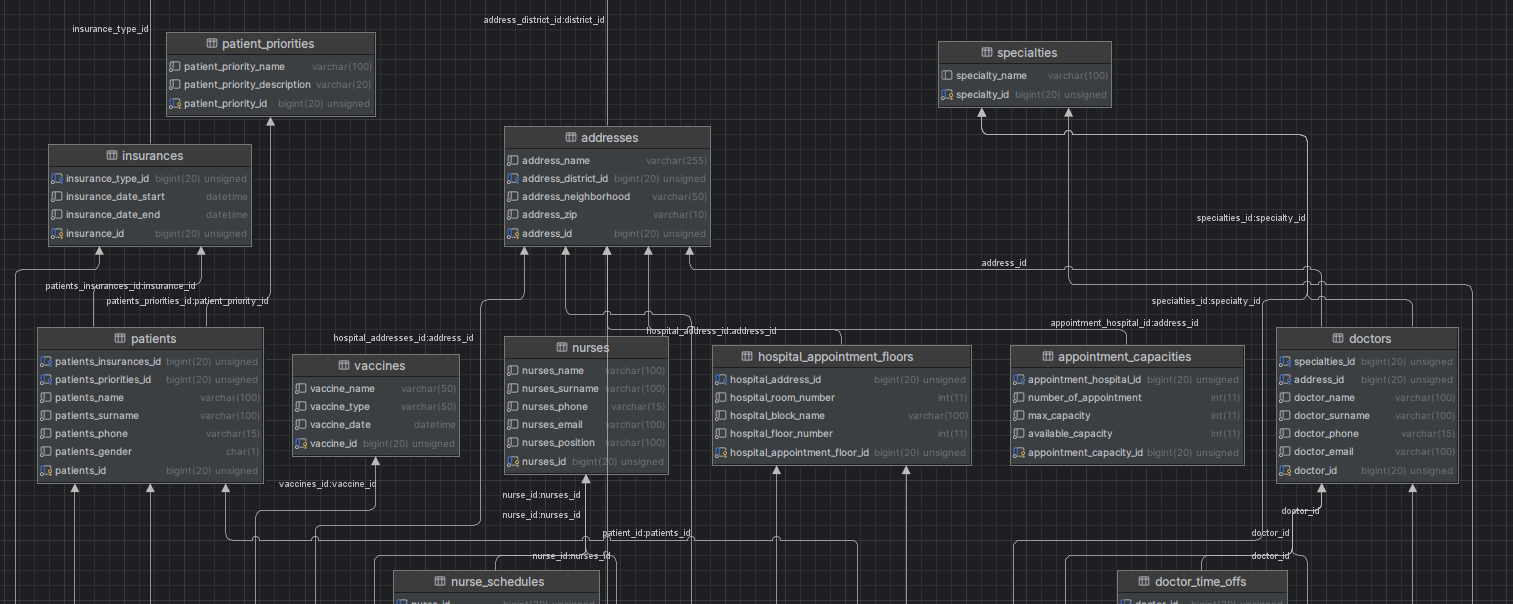 insurance_type_id
address_district_id:district_id
patient_priorities
patient_priority_name varchar(100)
patient_priority_description varchar(20)
patient_priority_id bigint(20) unsigned
specialties
specialty_name varchar(100)
specialty_id bigint(20) unsigned
insurances
insurance_type_id bigint(20) unsigned
insurance_date_start datetime
insurance_date_end datetime
insurance_id bigint(20) unsigned
addresses
address_name varchar(255)
address_district_id bigint(20) unsigned
address_neighborhood varchar(50)
address_zip varchar(10)
address_id bigint(20) unsigned
specialties_id:specialty_id
address_id
patients_insurances_id:insurance_id
patients_priorities_id:patient_priority_id
specialties_id:specialty_id
hospital_addresses_id:address_id
hospital_address_id:address_id
appointment_hospital_id:address_id
patients
patients_insurances_id bigint(20) unsigned
patients_priorities_id bigint(20) unsigned
patients_name varchar(100)
patients_surname varchar(100)
patients_phone varchar(15)
patients_gender char(1)
patients_id bigint(20) unsigned
vaccines
vaccine_name varchar(50)
vaccine_type varchar(50)
vaccine_date datetime
vaccine_id bigint(20) unsigned
nurses
nurses_name varchar(100)
nurses_surname varchar(100)
nurses_phone varchar(15)
nurses_email varchar(100)
nurses_position varchar(100)
nurses_id bigint(20) unsigned
hospital_appointment_floors
hospital_address_id bigint(20) unsigned
hospital_room_number int(11)
hospital_block_name varchar(100)
hospital_floor_number int(11)
hospital_appointment_floor_id bigint(20) unsigned
appointment_capacities
appointment_hospital_id bigint(20) unsigned
number_of_appointment int(11)
max_capacity int(11)
available_capacity int(11)
appointment_capacity_id bigint(20) unsigned
doctors
specialties_id bigint(20) unsigned
address_id bigint(20) unsigned
doctor_name varchar(100)
doctor_surname varchar(100)
doctor_phone varchar(15)
doctor_email varchar(100)
doctor_id bigint(20) unsigned
vaccines_id:vaccine_id
nurse_id:nurses_id
nurse_id:nurses_id
doctor_id
patient_id:patients_id
doctor_id
nurse_id:nurses_id
doctor_id
nurse_schedules
nurse_id bigint(20) unsigned
doctor_time_offs
doctor_id bigint(20) unsigned